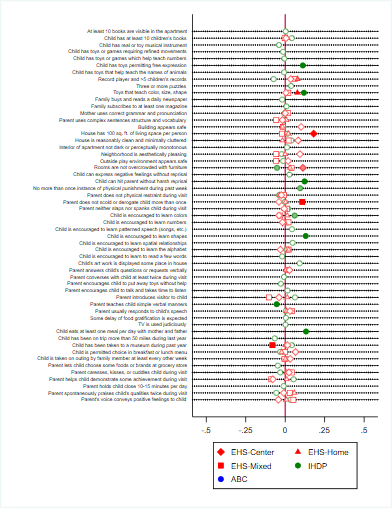 At least 10 books are visible in the apartment
Child has at least 10 children's books
Child has real or toy musical instrument
Child has toys or games requiring refined movements
Child has toys or games which help teach numbers
Child has toys permitting free expression
Child has toys that help teach the names of animals
Record player and >5 children's records
Three or more puzzles
Toys that teach color, size, shape
Family buys and reads a daily newspaper
Family subscribes to at least one magazine
Mother uses correct grammar and pronunciation
Parent uses complex sentences structure and vocabulary
Building appears safe
House has 100 sq. ft. of living space per person
House is reasonably clean and minimally cluttered
Interior of apartment not dark or perceptually monotonous
Neighborhood is aesthetically pleasing
Outside play environment appears safe
Rooms are not overcrowded with furniture
Child can express negative feelings without reprisal
Child can hit parent without harsh reprisal
No more than once instance of physical punishment during past week
Parent does not physical restraint during visit
Parent does not scold or derogate child more than once
Parent neither slaps nor spanks child during visit
Child is encouraged to learn colors
Child is encouraged to learn numbers
Child is encouraged to learn patterned speech (songs, etc.)
Child is encouraged to learn shapes
Child is encouraged to learn spatial relationships
Child is encouraged to learn the alphabet
Child is encouraged to learn to read a few words
Child's art work is displayed some place in house
Parent answers child's questions or requests verbally
Parent converses with child at least twice during visit
Parent encourages child to put away toys without help
Parent encourages child to talk and takes time to listen
Parent introduces visitor to child
Parent teaches child simple verbal manners
Parent usually responds to child's speech
Some delay of food gratification is expected
TV is used judiciously
Child eats at least one meal per day with mother and father
Child has been on trip more than 50 miles during last year
Child has been taken to a museum during past year
Child is permitted choice in breakfast or lunch menu
Child is taken on outing by family member at least every other week
Parent lets child choose some foods or brands at grocery store
Parent caresses, kisses, or cuddles child during visit
Parent helps child demonstrate some achievement during visit
Parent holds child close 10-15 minutes per day
Parent spontaneously praises child's qualities twice during visit
Parent's voice conveys positive feelings to child
-.5 -.25 0 .25 .5
EHS-Center EHS-Home
EHS-Mixed IHDP
ABC